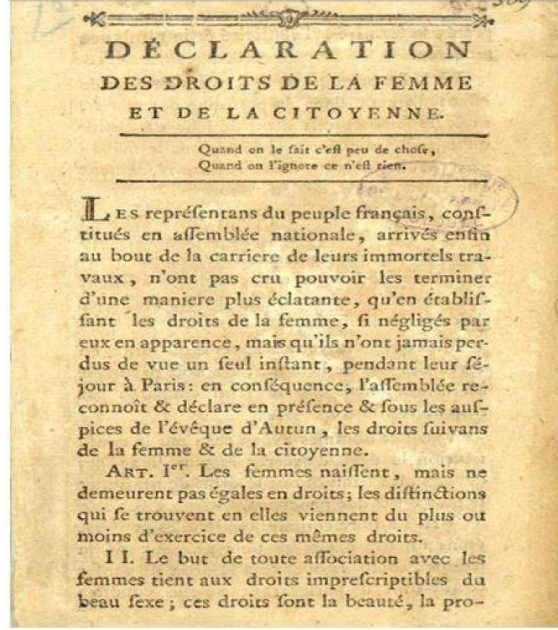 DÉCLARATION
DES DROITS DE LA FEMME
ET DE LA CITOYENNE.
Quand on le ſait c'eſt peu de choſe,
Quand on l'ignore ce n'eſt rien.
LES repréſentans du peuple français, conſ-
titués en aſſemblée nationale, arrivés enfin
au bout de la carriere de leurs immortels tra-
vaux, n'ont pas cru pouvoir les terminer
d'une maniere plus éclatante, qu'en établiſ-
ſant les droits de la femme, ſi négligés par
eux en apparence, mais qu'ils n'ont jamais per-
dus de vue un ſeul inſtant, pendant leur ſé-
jour à Paris: en conſéquence, l'aſſemblée re-
connoît & déclare en préſence & ſous les auſ-
pices de l'évêque d'Autun, les droits ſuivans
de la femme & de la citoyenne.
ART. Ier. Les femmes naiſſent, mais ne
demeurent pas égales en droits; les diſtinctions
qui ſe trouvent en elles viennent du plus ou
moins d'exercice de ces mêmes droits.
II. Le but de toute aſſociation avec les
femmes tient aux droits impreſcriptibles du
beau ſexe; ces droits ſont la beauté, la pro-